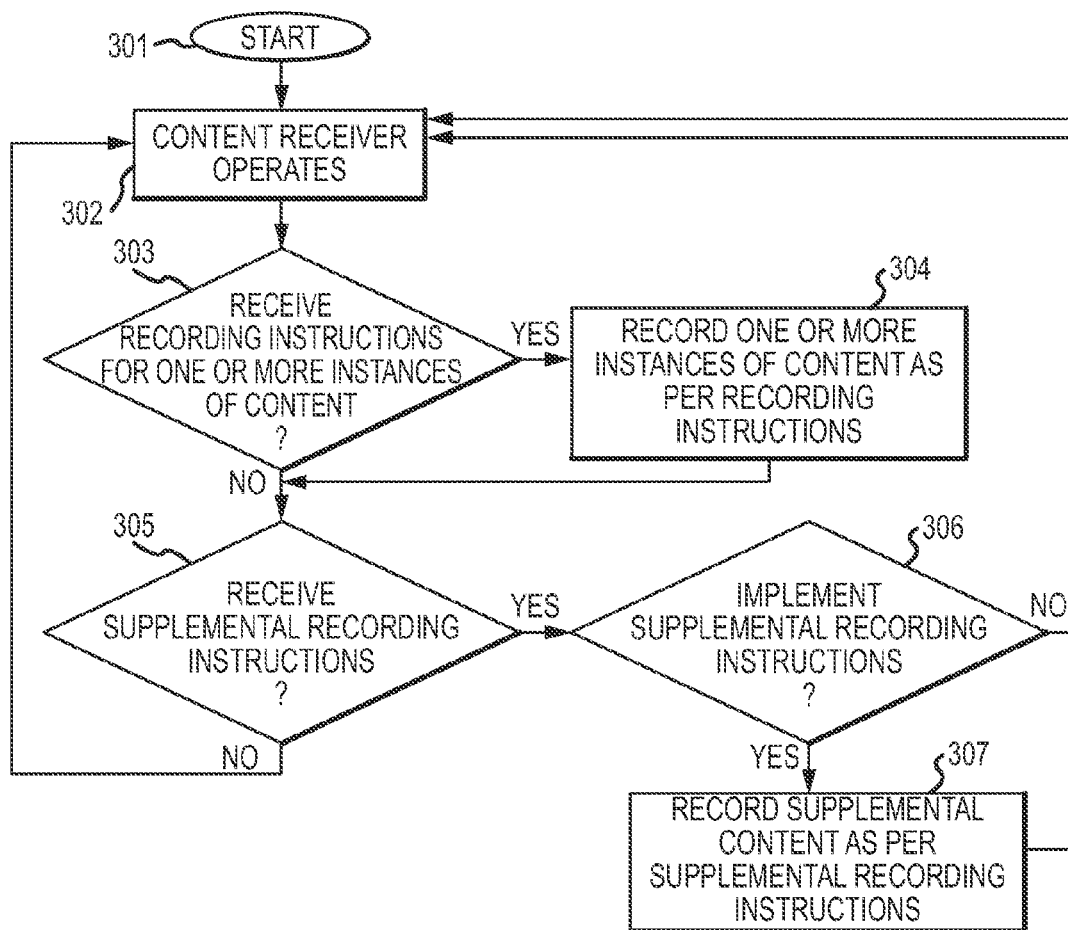 301
START
CONTENT RECEIVER
OPERATES
302
303
RECEIVE
RECORDING INSTRUCTIONS
FOR ONE OR MORE INSTANCES
OF CONTENT
?
YES
NO
304
RECORD ONE OR MORE
INSTANCES OF CONTENT AS
PER RECORDING
INSTRUCTIONS
305
RECEIVE
SUPPLEMENTAL RECORDING
INSTRUCTIONS
?
YES
NO
306
IMPLEMENT
SUPPLEMENTAL RECORDING
INSTRUCTIONS
?
NO
YES
307
RECORD SUPPLEMENTAL
CONTENT AS PER
SUPPLEMENTAL RECORDING
INSTRUCTIONS